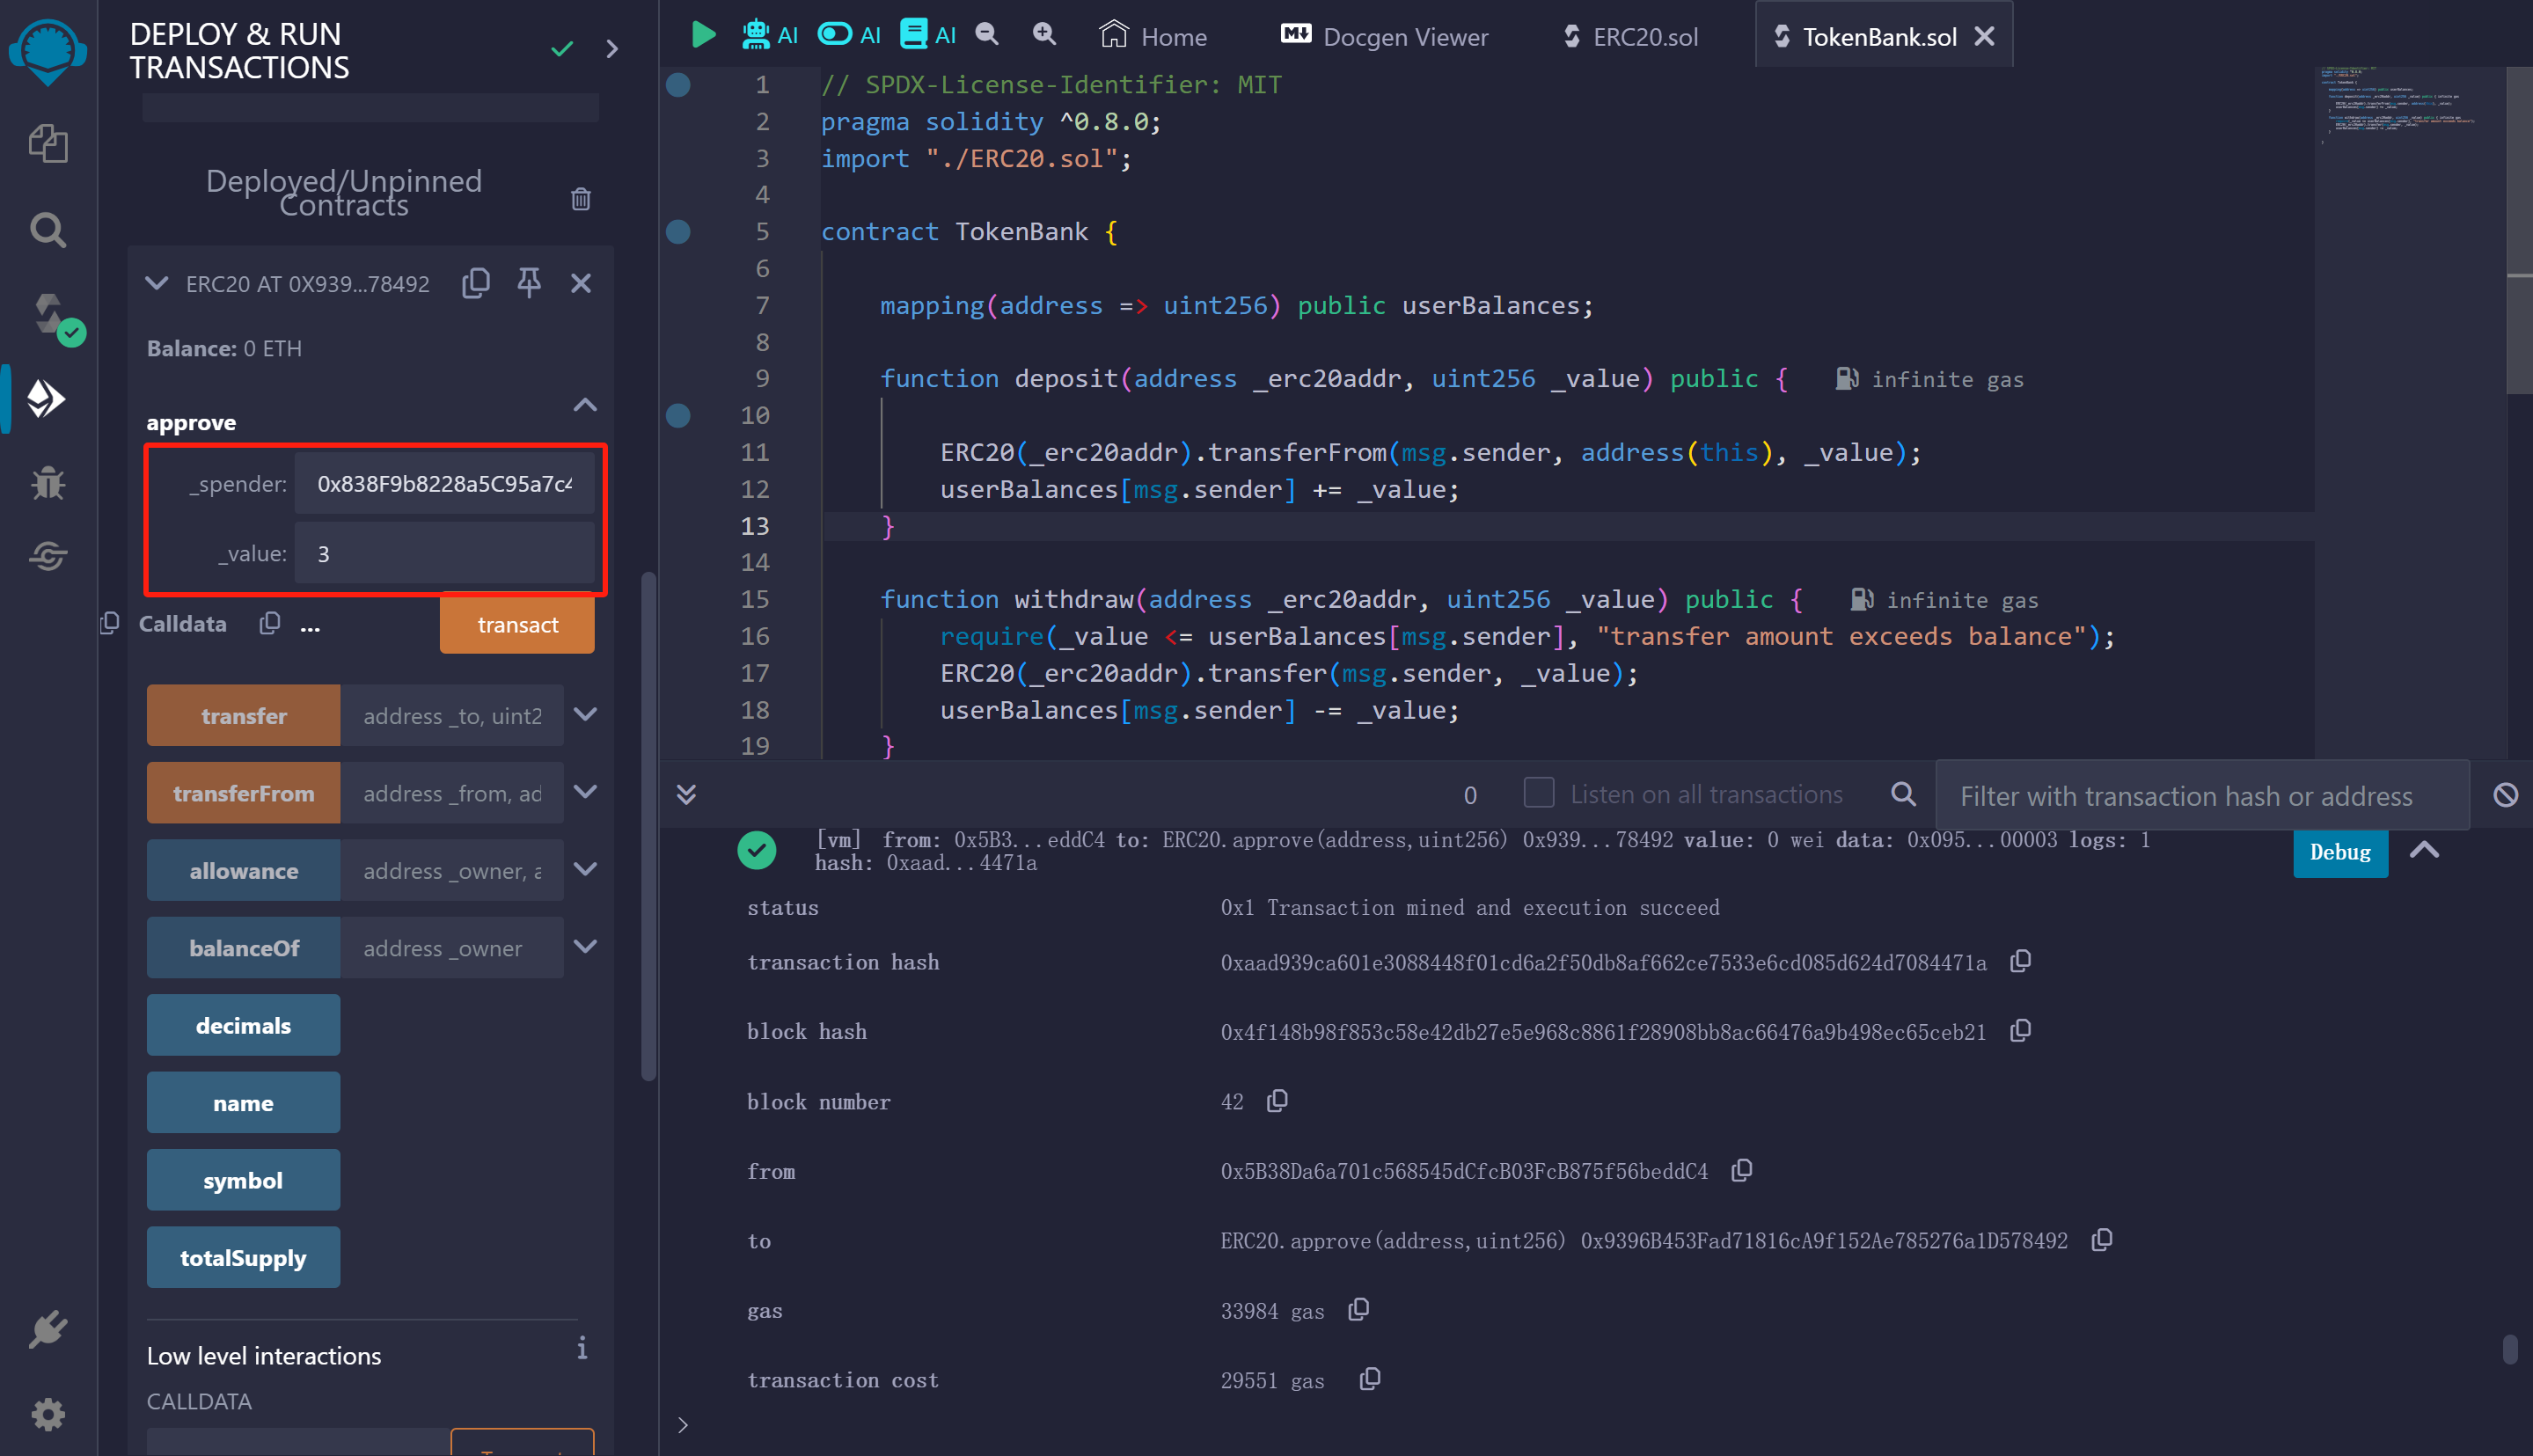 DEPLOY & RUN
TRANSACTIONS
Deployed/Unpinned
Contracts
ERC20 AT 0X939...78492
Balance: 0 ETH
approve
_spender: 0x838F9b8228a5C95a7c4
_value: 3
Calldata ... transact
transfer address _to, uint2
transferFrom address _from, ad
allowance address _owner, a
balanceOf address _owner
decimals
name
symbol
totalSupply
Low level interactions i
CALLDATA
AI AI AI Home Docgen Viewer ERC20.sol TokenBank.sol
1 // SPDX-License-Identifier: MIT
2 pragma solidity ^0.8.0;
3 import "./ERC20.sol";
4
5 contract TokenBank {
6
7 mapping(address => uint256) public userBalances;
8
9 function deposit(address _erc20addr, uint256 _value) public { infinite gas
10
11 ERC20(_erc20addr).transferFrom(msg.sender, address(this), _value);
12 userBalances[msg.sender] += _value;
13 }
14
15 function withdraw(address _erc20addr, uint256 _value) public { infinite gas
16 require(_value <= userBalances[msg.sender], "transfer amount exceeds balance");
17 ERC20(_erc20addr).transfer(msg.sender, _value);
18 userBalances[msg.sender] -= _value;
19 }
0 Listen on all transactions Filter with transaction hash or address
[vm] from: 0x5B3...eddC4 to: ERC20.approve(address,uint256) 0x939...78492 value: 0 wei data: 0x095...00003 logs: 1
hash: 0xaad...4471a
Debug
status 0x1 Transaction mined and execution succeed
transaction hash 0xaad939ca601e3088448f01cd6a2f50db8af662ce7533e6cd085d624d7084471a
block hash 0x4f148b98f853c58e42db27e5e968c8861f28908bb8ac66476a9b498ec65ceb21
block number 42
from 0x5B38Da6a701c568545dCfcB03FcB875f56beddC4
to ERC20.approve(address,uint256) 0x9396B453Fad71816cA9f152Ae785276a1D578492
gas 33984 gas
transaction cost 29551 gas
>